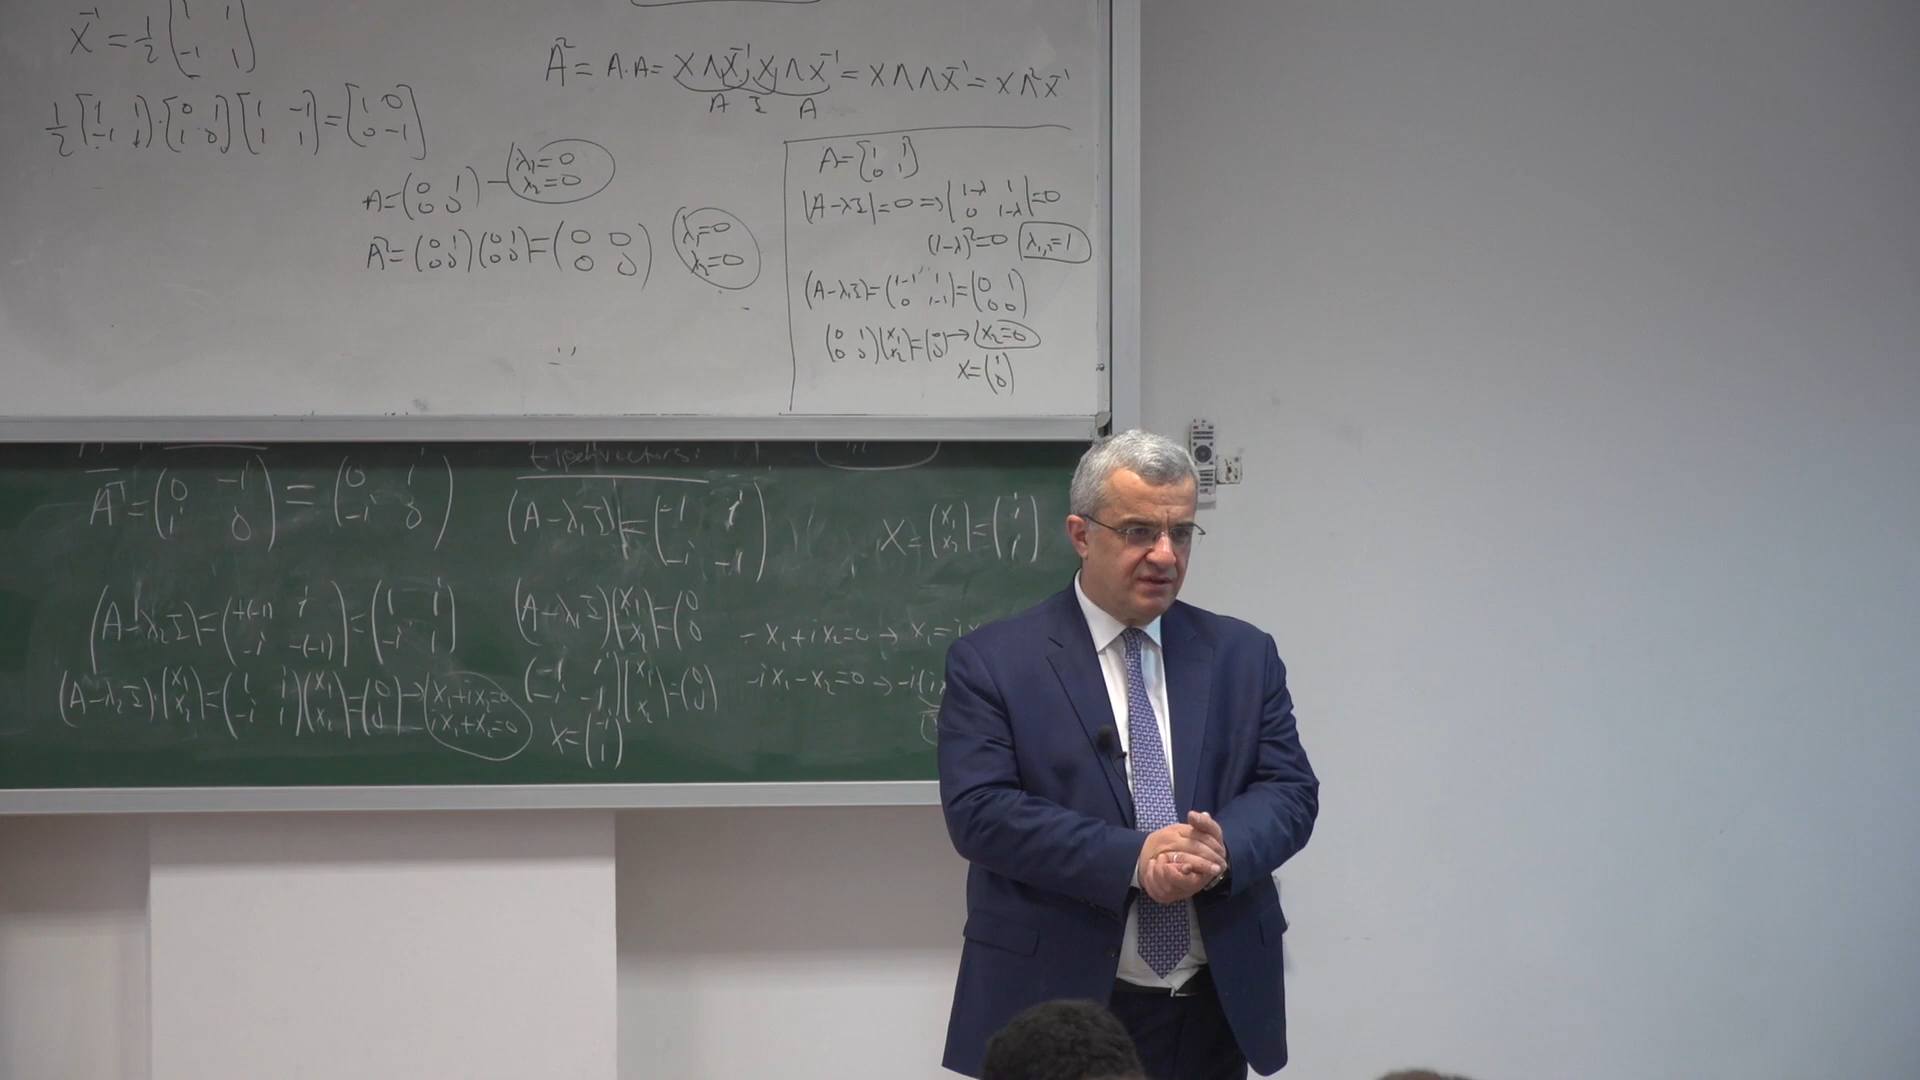 X⁻¹ = 1/2 [1 1; -1 1]
1/2 [1 1; -1 1] · [0 1; 1 0] [1 -1; 1 1] = [1 0; 0 -1]
A² = A·A = XΛX⁻¹XΛX⁻¹ = XΛΛX⁻¹ = XΛ²X⁻¹
A I A
A = (0 1; 0 0) – λ₁=0 λ₂=0
A² = (0 1; 0 0)(0 1; 0 0) = (0 0; 0 0) λ₁=0 λ₂=0
A = [1 1; 0 1]
|A-λI|=0 ⇒ |1-λ 1; 0 1-λ|=0
(1-λ)²=0 λ₁,₂=1
(A-λ₁I)=(1-1 1; 0 1-1)=(0 1; 0 0)
(0 1; 0 0)(x₁; x₂)=(0; 0) → x₂=0
x=(1; 0)
Eigenvectors:
(0 -1; i 0) = (0 i; -i 0)
(A-λ₁I)=(-1 i; -i -1)
X=(x₁; x₂)=(i; 1)
(A-λ₂I)=(+(-1) i; -i -(-1))=(1 i; -i 1)
(A-λ₁I)(x₁; x₂)=(0; 0)
-x₁+ix₂=0 → x₁=ix
(A-λ₂I)·(x₁; x₂)=(1 i; -i 1)(x₁; x₂)=(0; 0) → x₁+ix₂=0 ix₁+x₂=0
(-1 i; -i -1)(x₁; x₂)=(0; 0)
-ix₁-x₂=0 → -i(ix
x=(-i; 1)